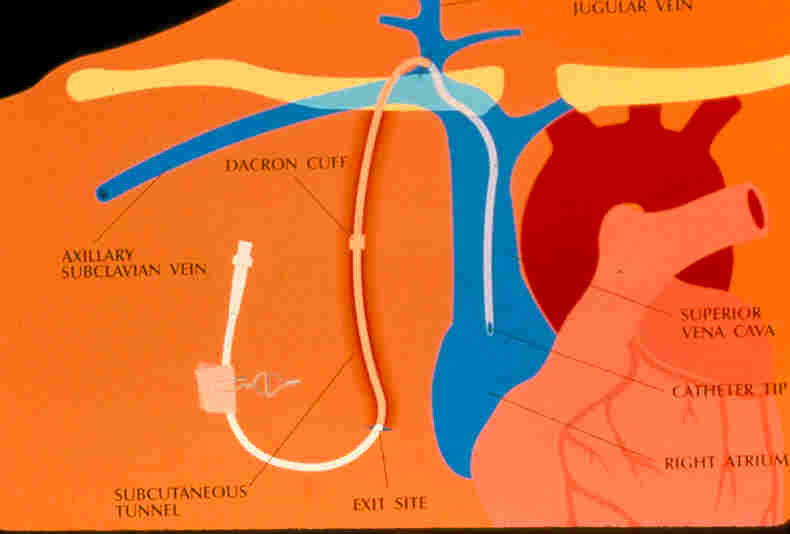 JUGULAR VEIN
DACRON CUFF
AXILLARY
SUBCLAVIAN VEIN
SUPERIOR
VENA CAVA
CATHETER TIP
RIGHT ATRIUM
SUBCUTANEOUS
TUNNEL
EXIT SITE